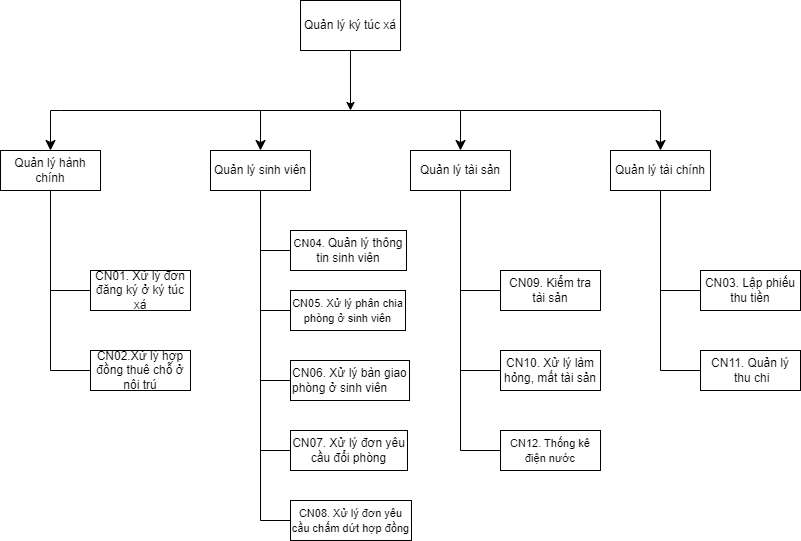 Quản lý ký túc xá
Quản lý hành
chính
Quản lý sinh viên
Quản lý tài sản
Quản lý tài chính
CN01. Xử lý đơn
đăng ký ở ký túc
xá
CN02.Xử lý hợp
đồng thuê chỗ ở
nội trú
CN04. Quản lý thông
tin sinh viên
CN05. Xử lý phân chia
phòng ở sinh viên
CN06. Xử lý bàn giao
phòng ở sinh viên
CN07. Xử lý đơn yêu
cầu đổi phòng
CN08. Xử lý đơn yêu
cầu chấm dứt hợp đồng
CN09. Kiểm tra
tài sản
CN10. Xử lý làm
hỏng, mất tài sản
CN12. Thống kê
điện nước
CN03. Lập phiếu
thu tiền
CN11. Quản lý
thu chi